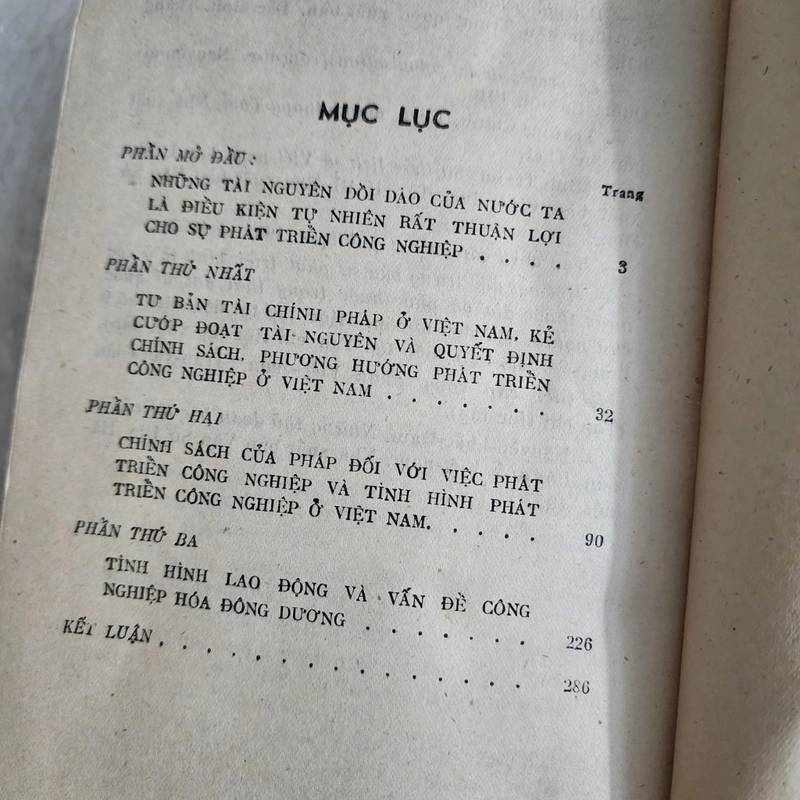 MỤC LỤC
Trang
PHẦN MỞ ĐẦU:
NHỮNG TÀI NGUYÊN DỒI DÀO CỦA NƯỚC TA
LÀ ĐIỀU KIỆN TỰ NHIÊN RẤT THUẬN LỢI
CHO SỰ PHÁT TRIỂN CÔNG NGHIỆP . . . . 3
PHẦN THỨ NHẤT
TƯ BẢN TÀI CHÍNH PHÁP Ở VIỆT NAM, KẺ
CƯỚP ĐOẠT TÀI NGUYÊN VÀ QUYẾT ĐỊNH
CHÍNH SÁCH, PHƯƠNG HƯỚNG PHÁT TRIỂN
CÔNG NGHIỆP Ở VIỆT NAM . . . . . . . 32
PHẦN THỨ HAI
CHÍNH SÁCH CỦA PHÁP ĐỐI VỚI VIỆC PHÁT
TRIỂN CÔNG NGHIỆP VÀ TÌNH HÌNH PHÁT
TRIỂN CÔNG NGHIỆP Ở VIỆT NAM. . . . . 90
PHẦN THỨ BA
TÌNH HÌNH LAO ĐỘNG VÀ VẤN ĐỀ CÔNG
NGHIỆP HÓA ĐÔNG DƯƠNG . . . . . . . 226
KẾT LUẬN . . . . . . . . . . . . . . . 286